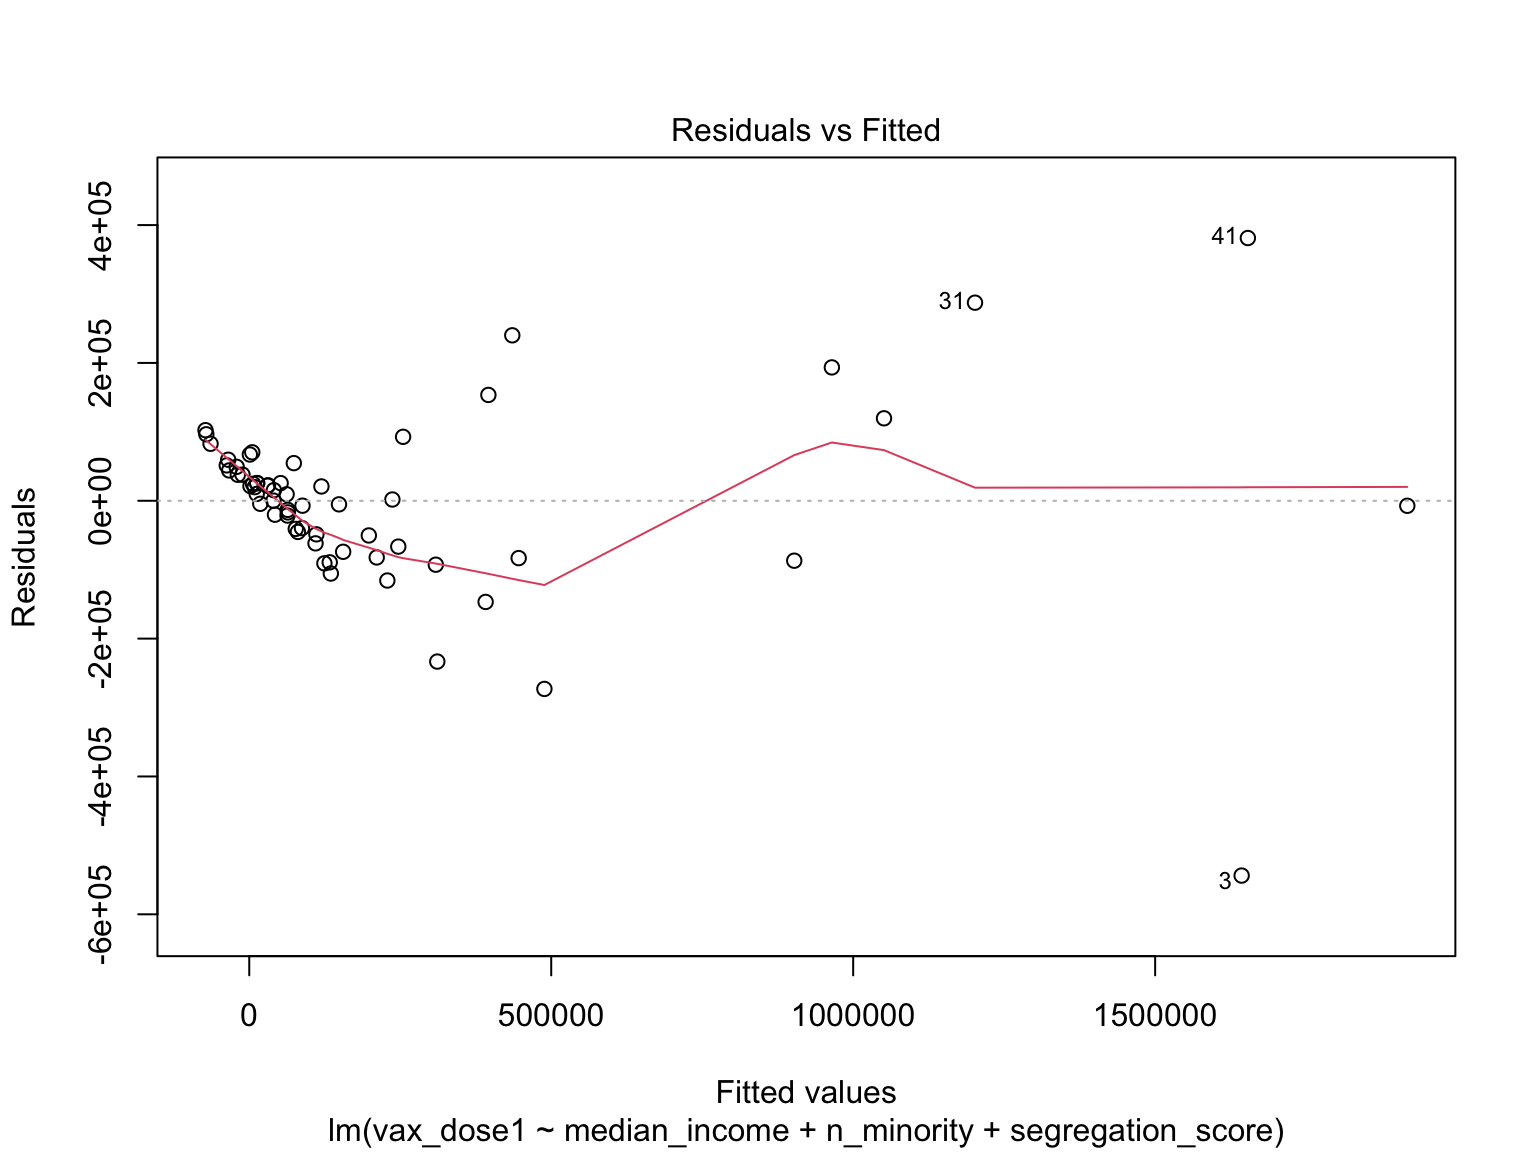 Residuals vs Fitted
Residuals
4e+05
2e+05
0e+00
-2e+05
-4e+05
-6e+05
41
31
3
0
500000
1000000
1500000
Fitted values
lm(vax_dose1 ~ median_income + n_minority + segregation_score)